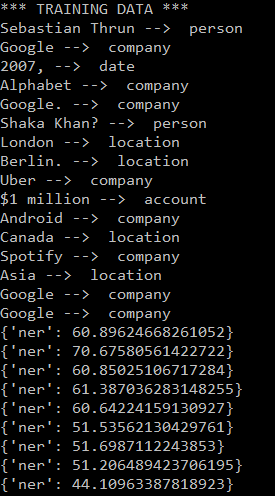 *** TRAINING DATA ***
Sebastian Thrun -->  person
Google -->  company
2007, -->  date
Alphabet -->  company
Google. -->  company
Shaka Khan? -->  person
London -->  location
Berlin. -->  location
Uber -->  company
$1 million -->  account
Android -->  company
Canada -->  location
Spotify -->  company
Asia -->  location
Google -->  company
Google -->  company
{'ner': 60.89624668261052}
{'ner': 70.67580561422722}
{'ner': 60.85025106717284}
{'ner': 61.387036283148255}
{'ner': 60.64224159130927}
{'ner': 51.53562130429761}
{'ner': 51.6987112243853}
{'ner': 51.206489423706195}
{'ner': 44.10963387818923}